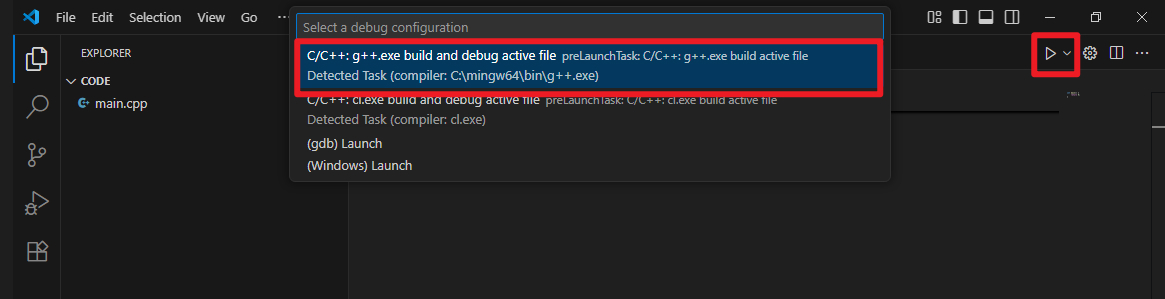 File Edit Selection View Go ...
Select a debug configuration
C/C++: g++.exe build and debug active file preLaunchTask: C/C++: g++.exe build active file
Detected Task (compiler: C:\mingw64\bin\g++.exe)
C/C++: cl.exe build and debug active file preLaunchTask: C/C++: cl.exe build active file
Detected Task (compiler: cl.exe)
(gdb) Launch
(Windows) Launch
EXPLORER
CODE
main.cpp